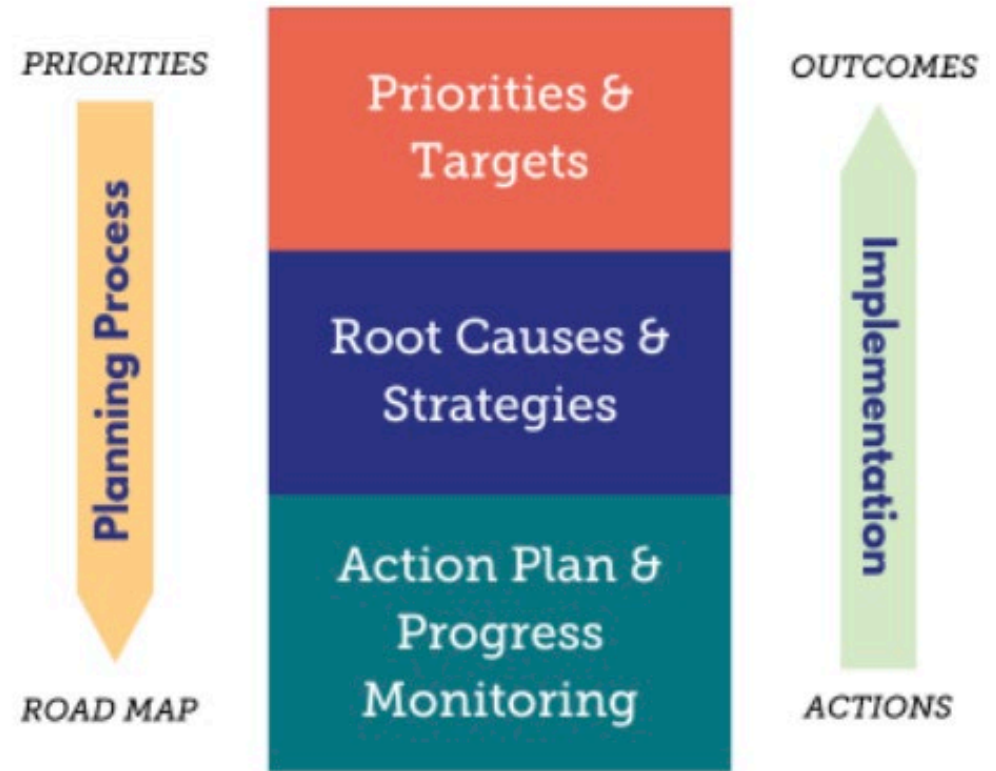 PRIORITIES
Planning Process
ROAD MAP
Priorities &
Targets
Root Causes &
Strategies
Action Plan &
Progress
Monitoring
OUTCOMES
Implementation
ACTIONS